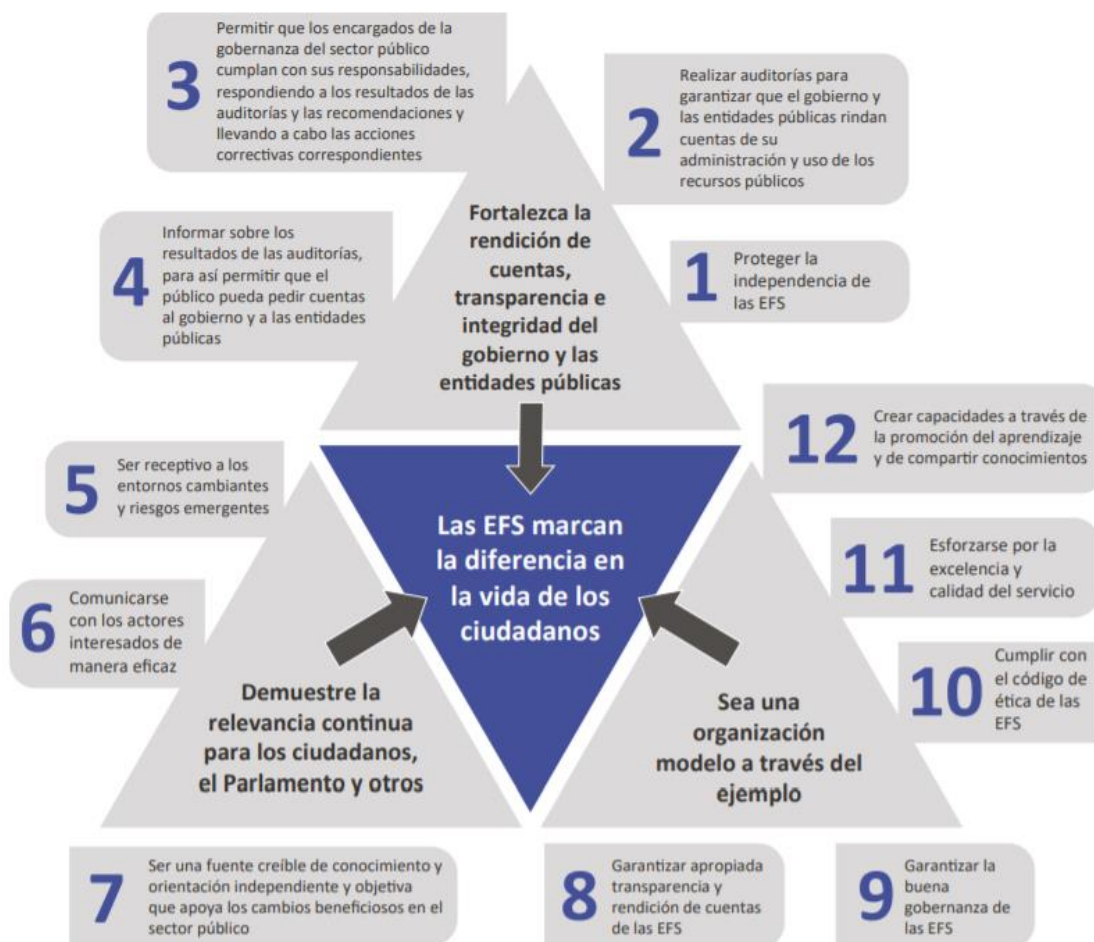 3
Permitir que los encargados de la
gobernanza del sector público
cumplan con sus responsabilidades,
respondiendo a los resultados de las
auditorías y las recomendaciones y
llevando a cabo las acciones
correctivas correspondientes
2
Realizar auditorías para
garantizar que el gobierno y
las entidades públicas rindan
cuentas de su
administración y uso de los
recursos públicos
4
Informar sobre los
resultados de las auditorías,
para así permitir que el
público pueda pedir cuentas
al gobierno y a las entidades
públicas
Fortalezca la
rendición de
cuentas,
transparencia e
integridad del
gobierno y las
entidades públicas
1
Proteger la
independencia de
las EFS
12
Crear capacidades a través de
la promoción del aprendizaje
y de compartir conocimientos
5
Ser receptivo a los
entornos cambiantes
y riesgos emergentes
Las EFS marcan
la diferencia en
la vida de los
ciudadanos
11
Esforzarse por la
excelencia y
calidad del servicio
6
Comunicarse
con los actores
interesados de
manera eficaz
10
Cumplir con
el código de
ética de las
EFS
Demuestre la
relevancia continua
para los ciudadanos,
el Parlamento y otros
Sea una
organización
modelo a través del
ejemplo
7
Ser una fuente creíble de conocimiento y
orientación independiente y objetiva
que apoya los cambios beneficiosos en el
sector público
8
Garantizar apropiada
transparencia y
rendición de cuentas
de las EFS
9
Garantizar la
buena
gobernanza de
las EFS